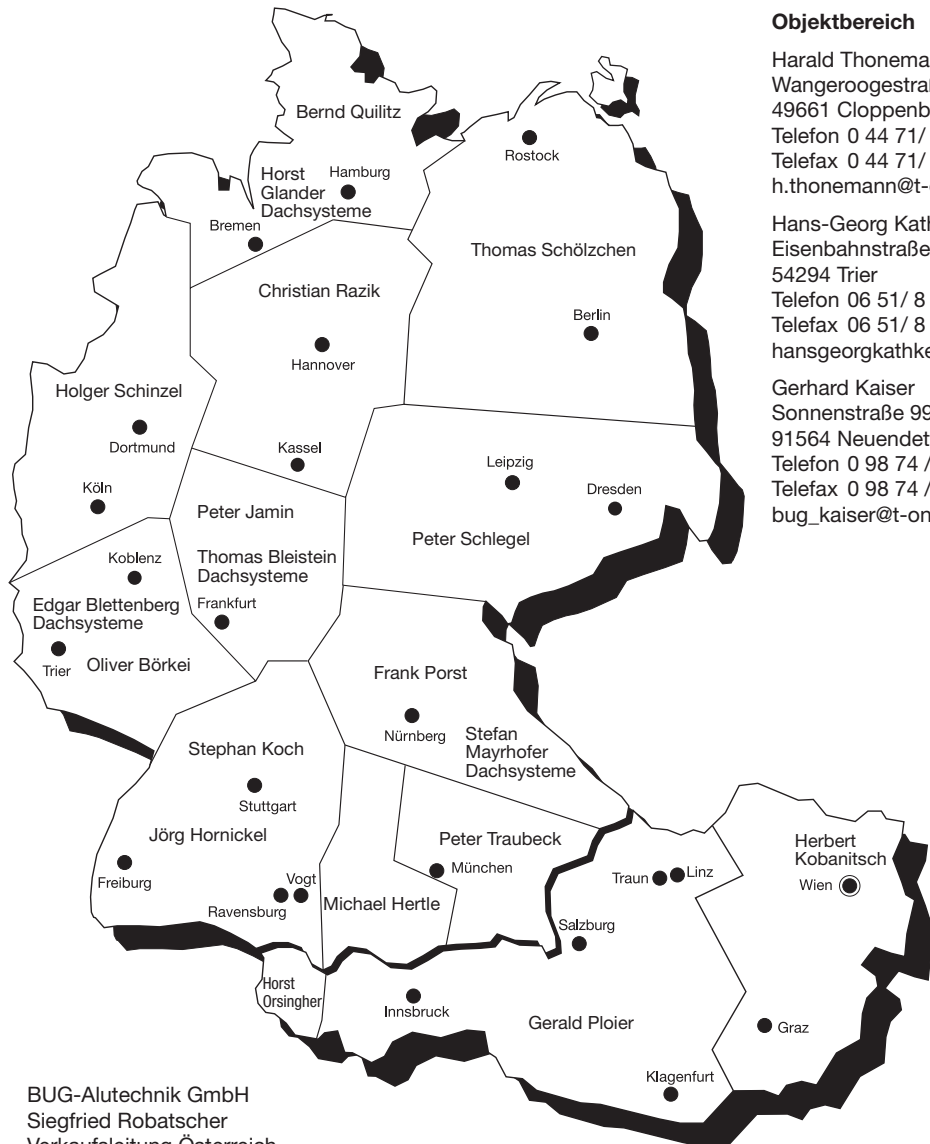 Bernd Quilitz
Rostock
Horst
Glander
Dachsysteme
Hamburg
Bremen
Thomas Schölzchen
Christian Razik
Berlin
Hannover
Holger Schinzel
Dortmund
Kassel
Leipzig
Köln
Dresden
Peter Jamin
Peter Schlegel
Koblenz
Thomas Bleistein
Dachsysteme
Edgar Blettenberg
Dachsysteme
Frankfurt
Trier
Oliver Börkei
Frank Porst
Nürnberg
Stefan
Mayrhofer
Dachsysteme
Stephan Koch
Stuttgart
Jörg Hornickel
Peter Traubeck
Herbert
Kobanitsch
Freiburg
München
Traun
Linz
Wien
Vogt
Ravensburg
Michael Hertle
Salzburg
Horst
Orsingher
Innsbruck
Gerald Ploier
Graz
Klagenfurt
Objektbereich
Harald
Wangeroogestra
49661
Telefon 0 44 71/
Telefax 0 44 71/
h.thonemann@t-
Hans-Georg
Eisenbahnstraße
54294 Trier
Telefon 06 51/ 8
Telefax 06 51/ 8
hansgeorgkathke
Gerhard Kaiser
Sonnenstraße 99
91564 Neuendet
Telefon 0 98 74 /
Telefax 0 98 74 /
bug_kaiser@t-on
BUG-Alutechnik GmbH
Siegfried Robatscher
Verkaufsleitung Österreich